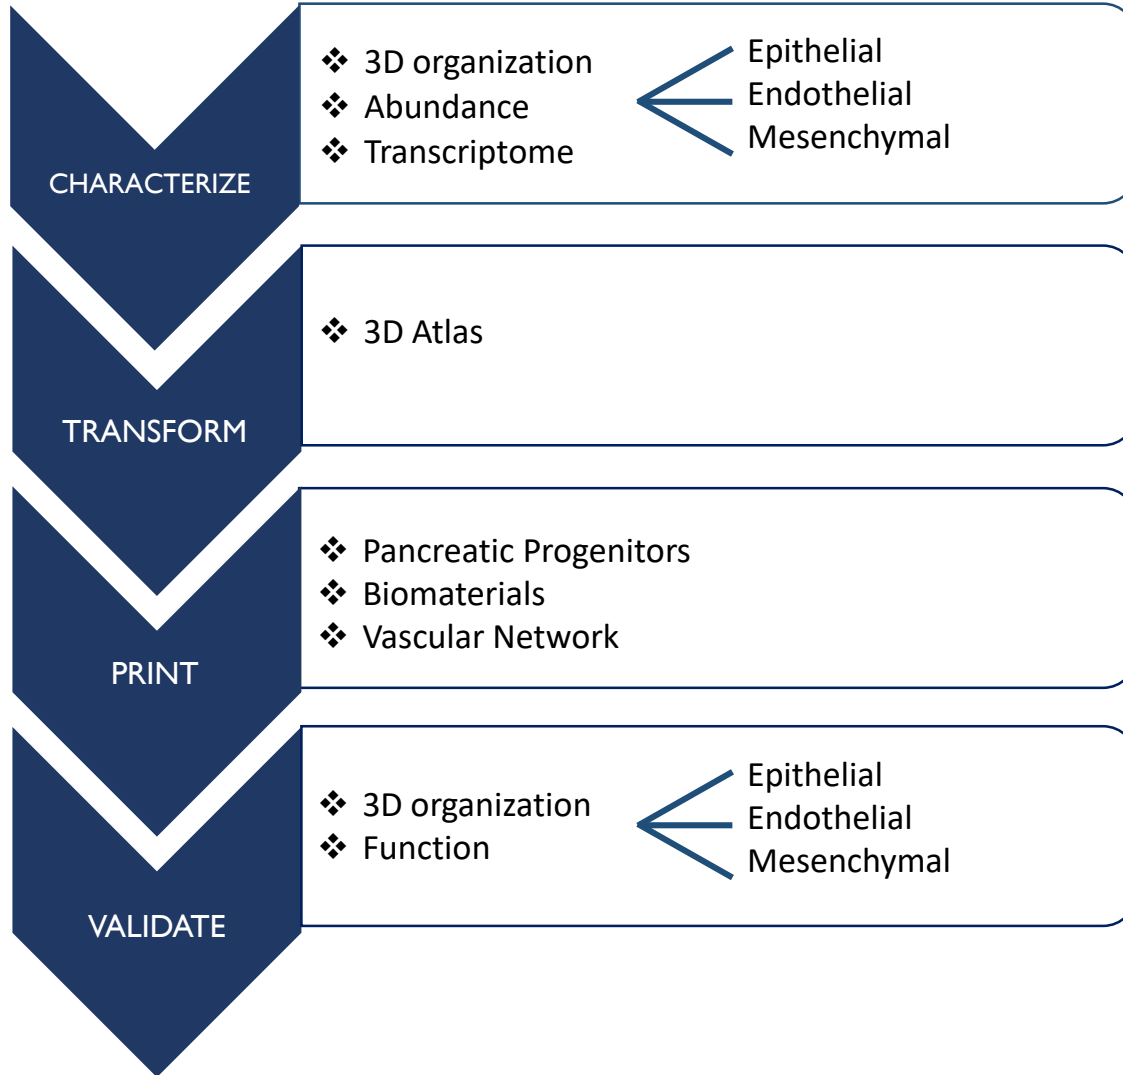 CHARACTERIZE
❖ 3D organization
❖ Abundance
❖ Transcriptome
Epithelial
Endothelial
Mesenchymal
TRANSFORM
❖ 3D Atlas
PRINT
❖ Pancreatic Progenitors
❖ Biomaterials
❖ Vascular Network
VALIDATE
❖ 3D organization
❖ Function
Epithelial
Endothelial
Mesenchymal